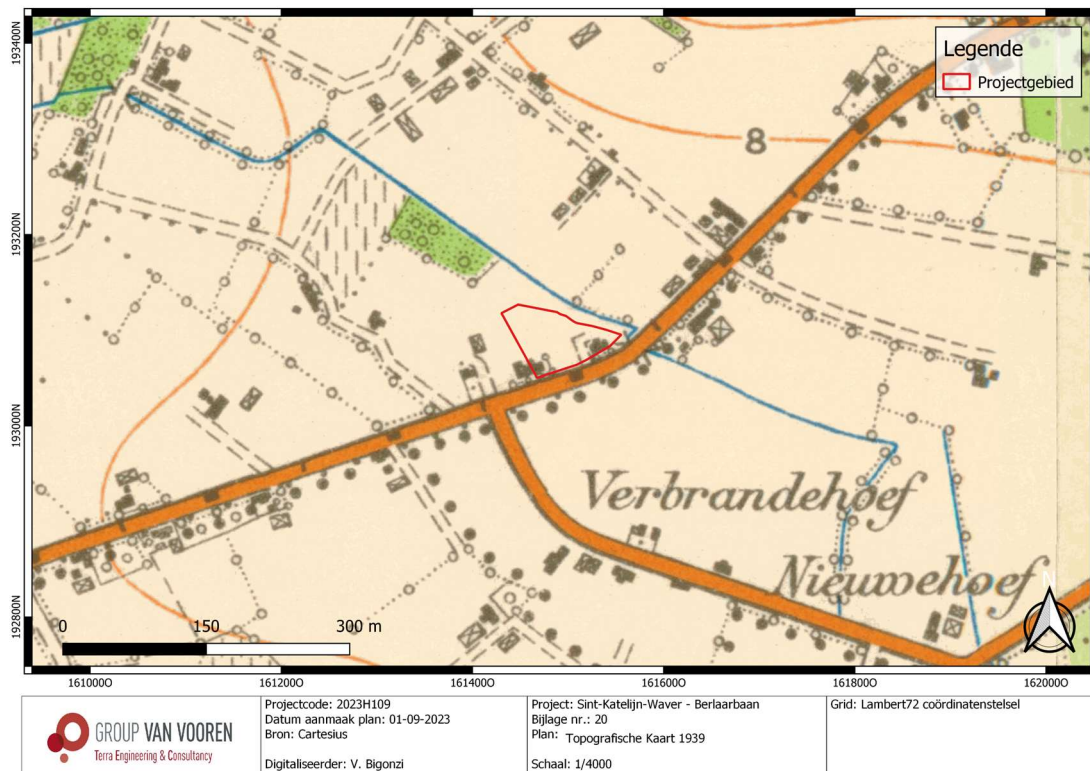 193400N
193200N
193000N
192800N
Legende
Projectgebied
8
Verbrandehoef
Nieuwehoef
N
0 150 300 m
161000O 161200O 161400O 161600O 161800O 162000O
GROUP VAN VOOREN
Terra Engineering & Consultancy
Projectcode: 2023H109
Datum aanmaak plan: 01-09-2023
Bron: Cartesius
Digitaliseerder: V. Bigonzi
Project: Sint-Katelijn-Waver - Berlaarbaan
Bijlage nr.: 20
Plan: Topografische Kaart 1939
Schaal: 1/4000
Grid: Lambert72 coördinatenstelsel